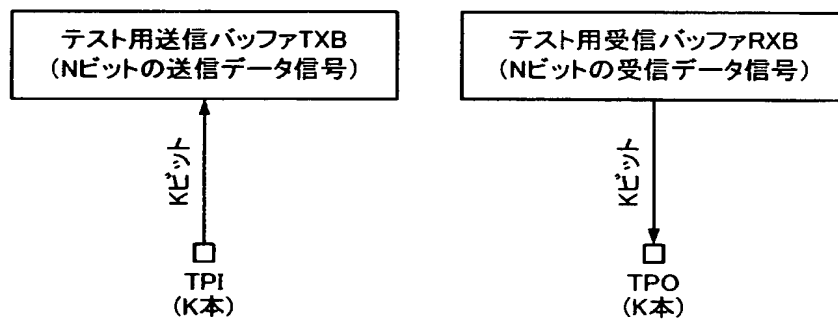 テスト用送信バッファTXB
(Nビットの送信データ信号)
テスト用受信バッファRXB
(Nビットの受信データ信号)
Kビット
Kビット
TPI
(K本)
TPO
(K本)